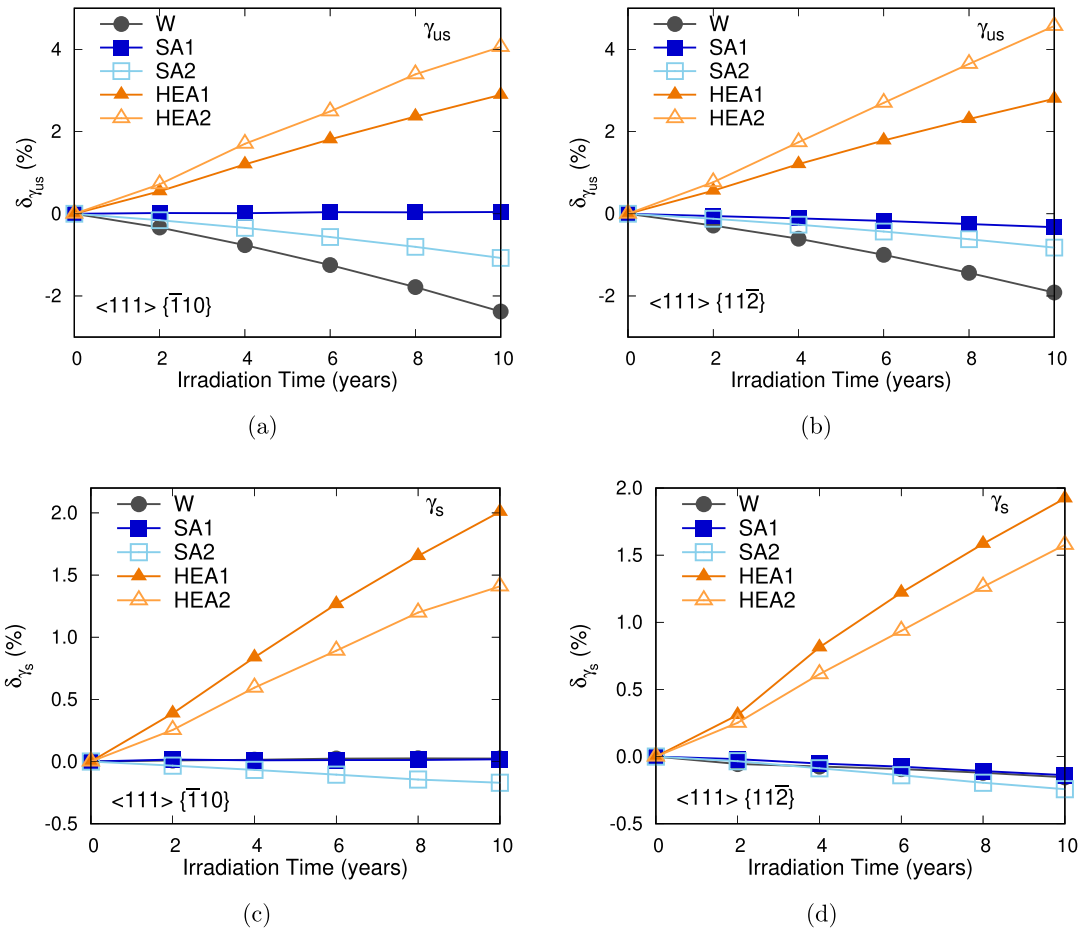 W
SA1
SA2
HEA1
HEA2
γus
4
2
0
-2
δγus (%)
<111> {1̅10}
0 2 4 6 8 10
Irradiation Time (years)
(a)
W
SA1
SA2
HEA1
HEA2
γus
4
2
0
-2
δγus (%)
<111> {112̅}
0 2 4 6 8 10
Irradiation Time (years)
(b)
W
SA1
SA2
HEA1
HEA2
γs
2.0
1.5
1.0
0.5
0.0
-0.5
δγs (%)
<111> {1̅10}
0 2 4 6 8 10
Irradiation Time (years)
(c)
W
SA1
SA2
HEA1
HEA2
γs
2.0
1.5
1.0
0.5
0.0
-0.5
δγs (%)
<111> {112̅}
0 2 4 6 8 10
Irradiation Time (years)
(d)